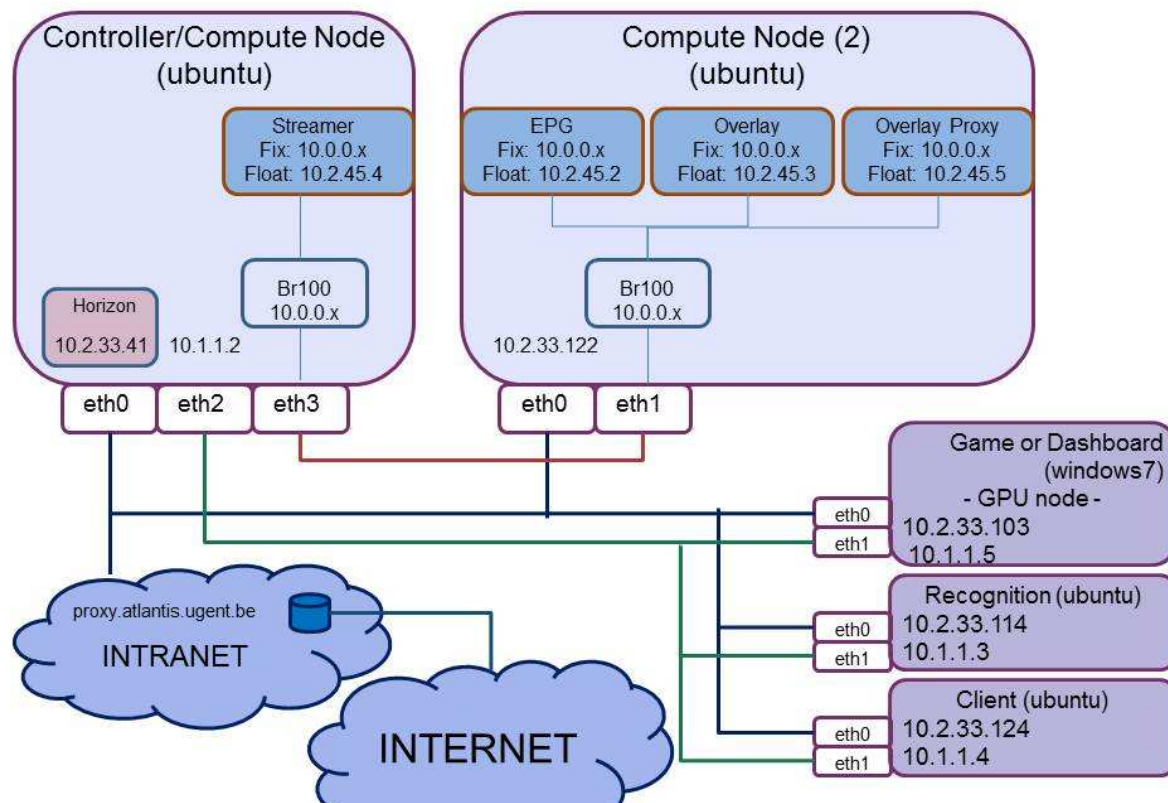 Controller/Compute Node
(ubuntu)
Streamer
Fix: 10.0.0.x
Float: 10.2.45.4
Br100
10.0.0.x
Horizon
10.2.33.41
10.1.1.2
eth0
eth2
eth3
Compute Node (2)
(ubuntu)
EPG
Fix: 10.0.0.x
Float: 10.2.45.2
Overlay
Fix: 10.0.0.x
Float: 10.2.45.3
Overlay Proxy
Fix: 10.0.0.x
Float: 10.2.45.5
Br100
10.0.0.x
10.2.33.122
eth0
eth1
Game or Dashboard
(windows7)
- GPU node -
eth0
10.2.33.103
eth1
10.1.1.5
Recognition (ubuntu)
eth0
10.2.33.114
eth1
10.1.1.3
Client (ubuntu)
eth0
10.2.33.124
eth1
10.1.1.4
proxy.atlantis.ugent.be
INTRANET
INTERNET